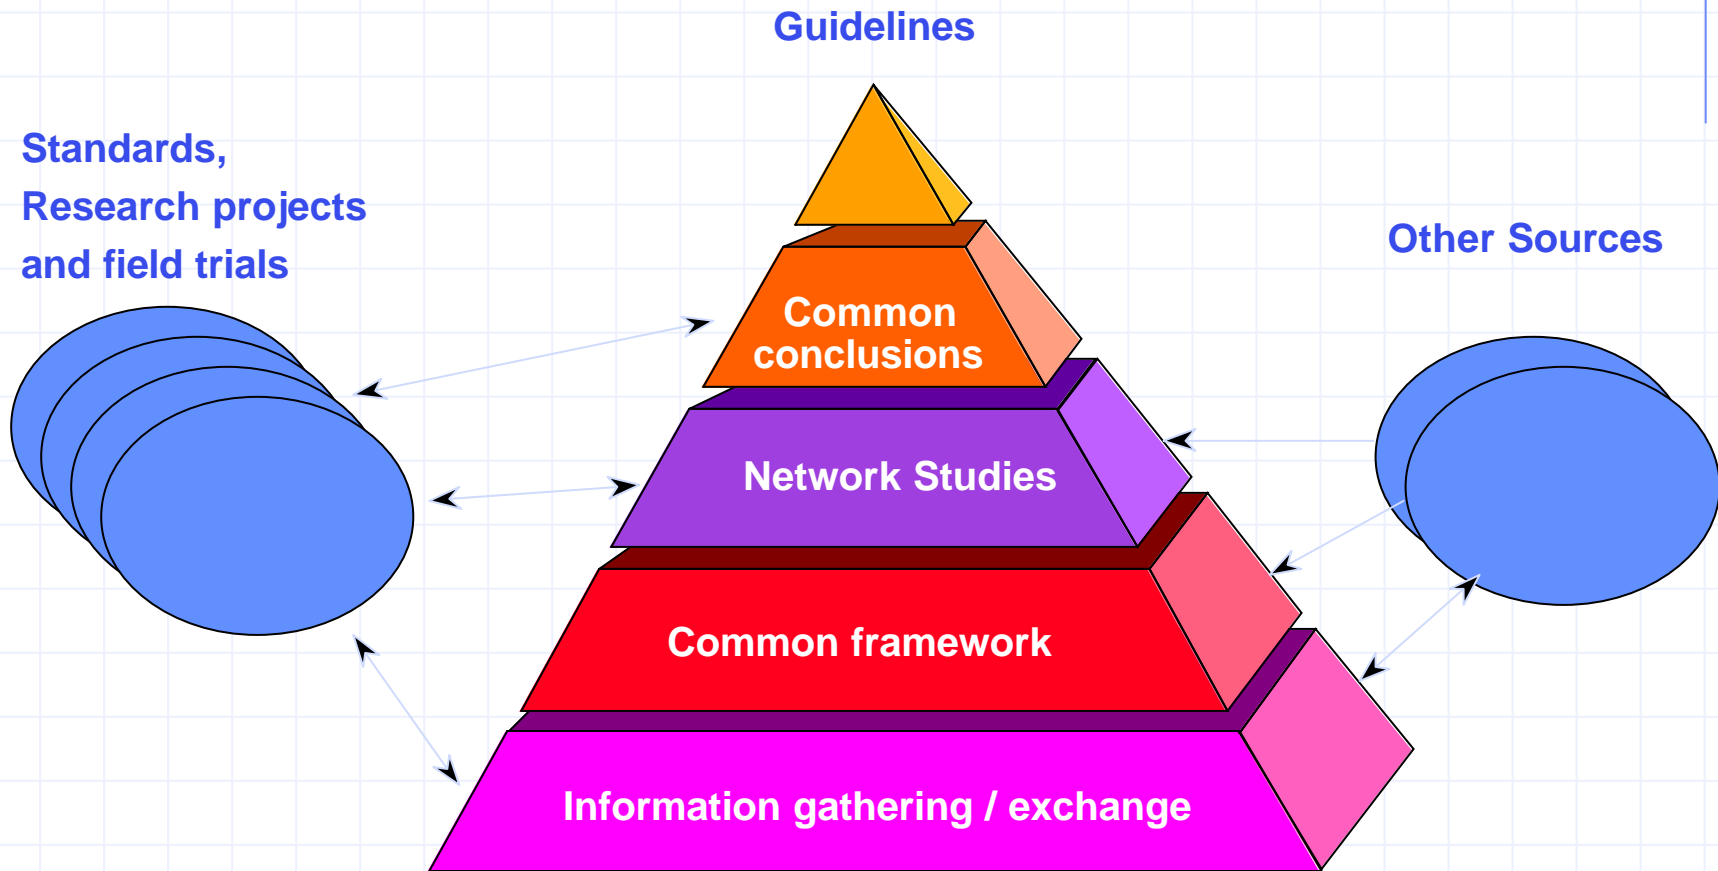 Guidelines
Standards,
Research projects
and field trials
Other Sources
Common
conclusions
Network Studies
Common framework
Information gathering / exchange